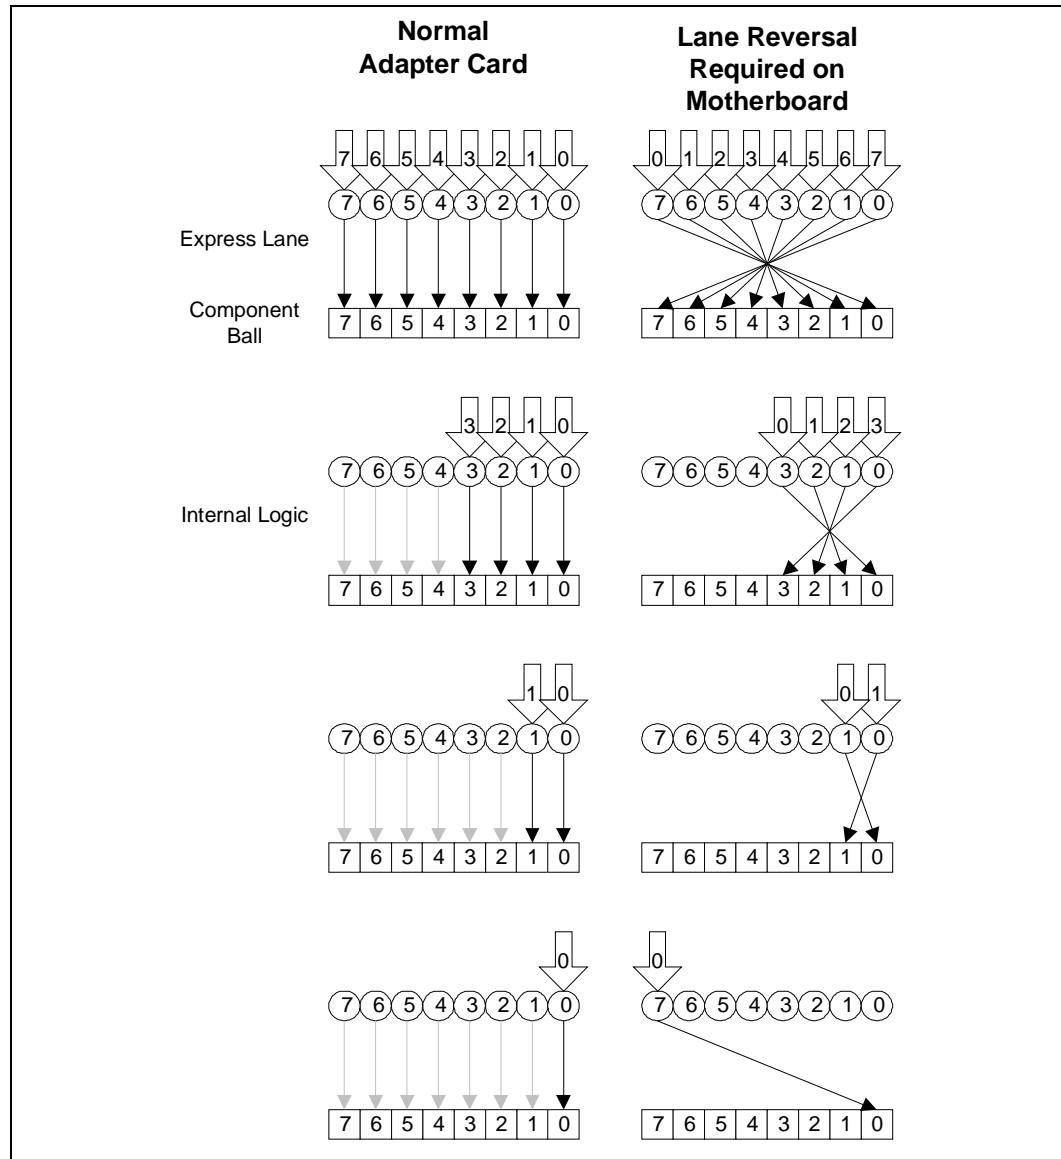 Normal
Adapter Card
Lane Reversal
Required on
Motherboard
7 6 5 4 3 2 1 0
0 1 2 3 4 5 6 7
7 6 5 4 3 2 1 0
7 6 5 4 3 2 1 0
Express Lane
Component
Ball
7 6 5 4 3 2 1 0
7 6 5 4 3 2 1 0
3 2 1 0
0 1 2 3
7 6 5 4 3 2 1 0
7 6 5 4 3 2 1 0
Internal Logic
7 6 5 4 3 2 1 0
7 6 5 4 3 2 1 0
1 0
0 1
7 6 5 4 3 2 1 0
7 6 5 4 3 2 1 0
7 6 5 4 3 2 1 0
7 6 5 4 3 2 1 0
0
0
7 6 5 4 3 2 1 0
7 6 5 4 3 2 1 0
7 6 5 4 3 2 1 0
7 6 5 4 3 2 1 0